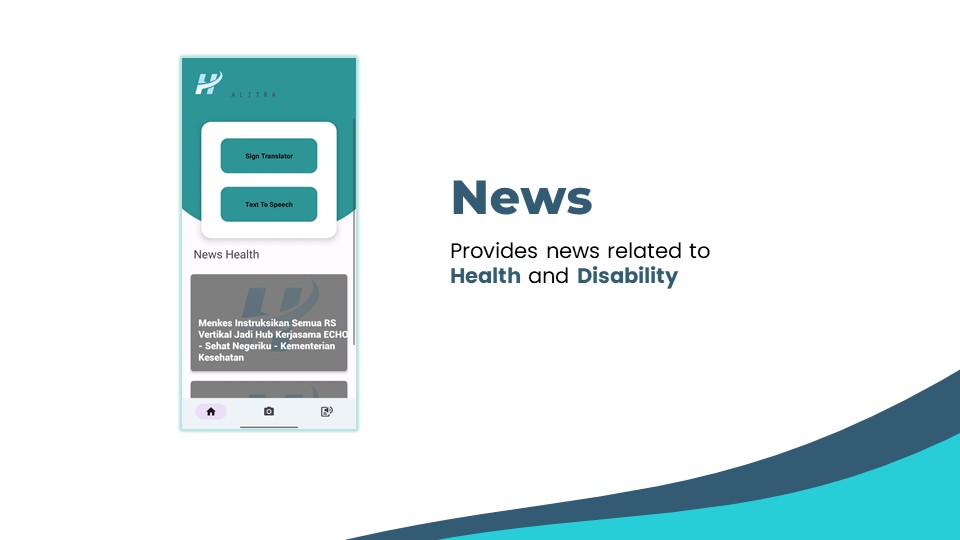 H
ALITRA
Sign Translator
Text To Speech
News Health
Menkes Instruksikan Semua RS
Vertikal Jadi Hub Kerjasama ECHO
- Sehat Negeriku - Kementerian
Kesehatan
News
Provides news related to
Health and Disability